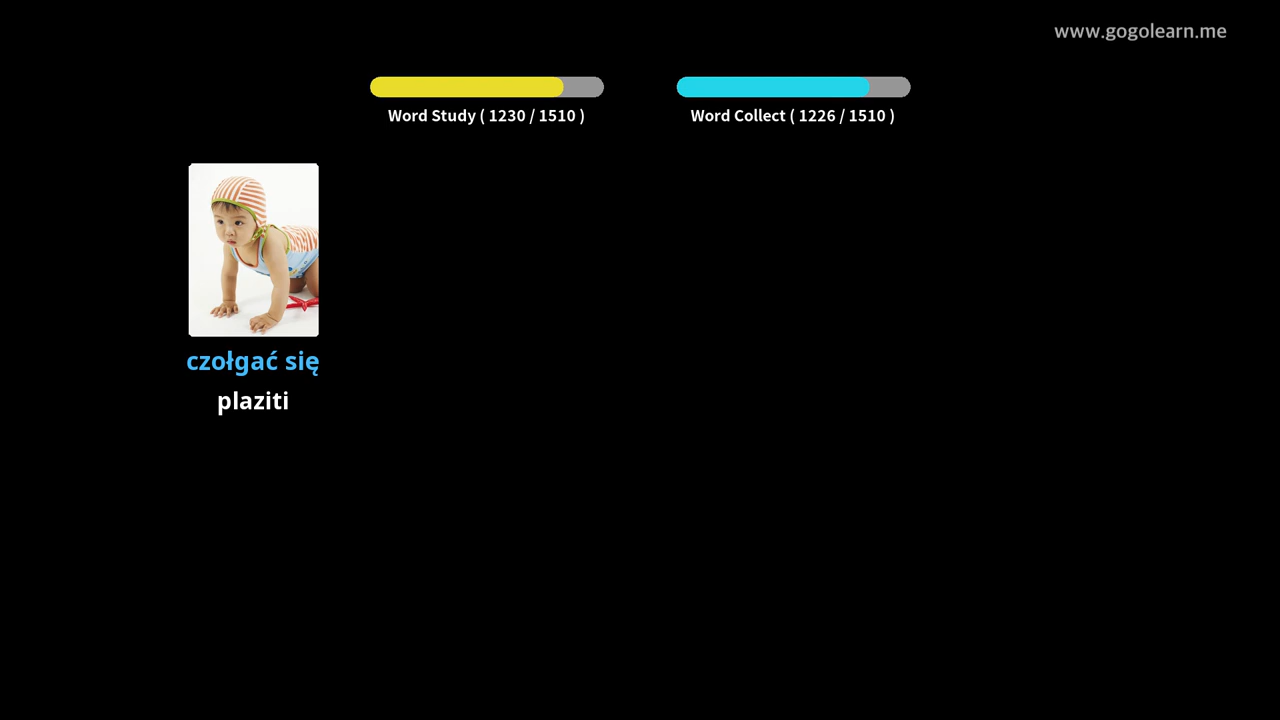 www.gogolearn.me
Word Study ( 1230 / 1510 )
Word Collect ( 1226 / 1510 )
czołgać się
plaziti